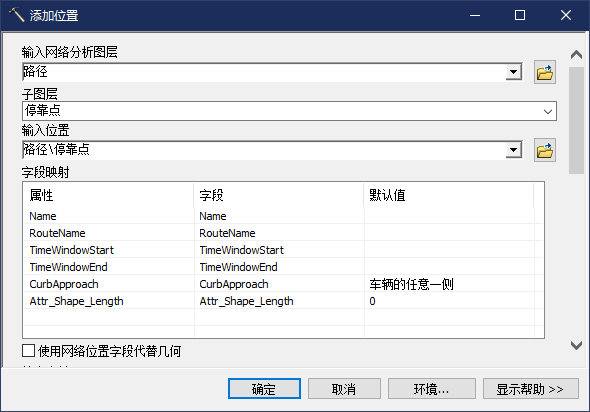 添加位置
输入网络分析图层
路径
子图层
停靠点
输入位置
路径\停靠点
字段映射
属性 字段 默认值
Name Name
RouteName RouteName
TimeWindowStart TimeWindowStart
TimeWindowEnd TimeWindowEnd
CurbApproach CurbApproach 车辆的任意一侧
Attr_Shape_Length Attr_Shape_Length 0
使用网络位置字段代替几何
确定 取消 环境... 显示帮助 >>